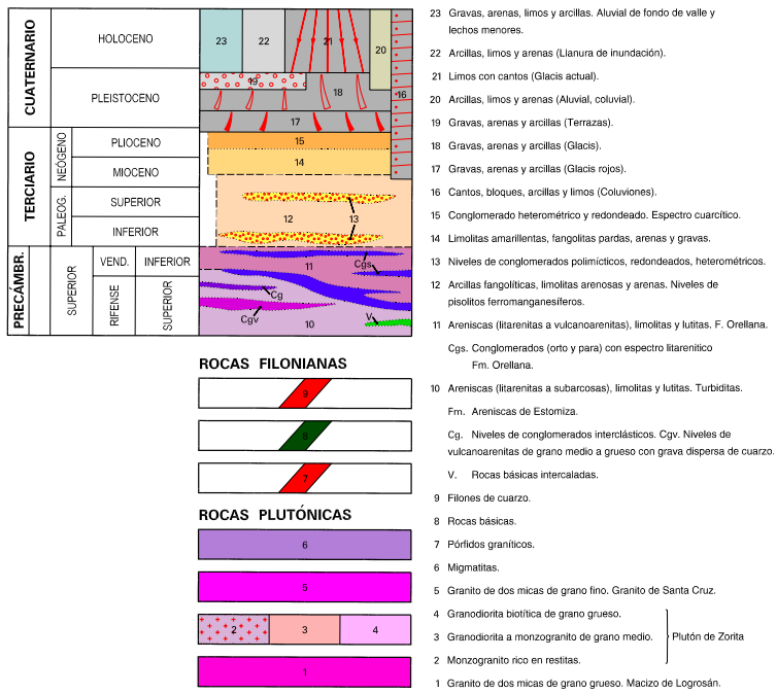 CUATERNARIO
HOLOCENO
PLEISTOCENO
TERCIARIO
NEÓGENO
PLIOCENO
MIOCENO
PALEOG.
SUPERIOR
INFERIOR
PRECÁMBR.
SUPERIOR
VEND.
INFERIOR
RIFENSE
SUPERIOR
23
22
21
20
19
18
16
17
15
14
12
13
11
Cgs
Cg
Cgv
V
10
ROCAS FILONIANAS
9
8
7
ROCAS PLUTÓNICAS
6
5
2
3
4
1
23 Gravas, arenas, limos y arcillas. Aluvial de fondo de valle y
lechos menores.
22 Arcillas, limos y arenas (Llanura de inundación).
21 Limos con cantos (Glacis actual).
20 Arcillas, limos y arenas (Aluvial, coluvial).
19 Gravas, arenas y arcillas (Terrazas).
18 Gravas, arenas y arcillas (Glacis).
17 Gravas, arenas y arcillas (Glacis rojos).
16 Cantos, bloques, arcillas y limos (Coluviones).
15 Conglomerado heterométrico y redondeado. Espectro cuarcítico.
14 Limolitas amarillentas, fangolitas pardas, arenas y gravas.
13 Niveles de conglomerados polimícticos, redondeados, heterométricos.
12 Arcillas fangolíticas, limolitas arenosas y arenas. Niveles de
pisolitos ferromanganesíferos.
11 Areniscas (litarenitas a vulcanoarenitas), limolitas y lutitas. F. Orellana.
Cgs. Conglomerados (orto y para) con espectro litarenitico
Fm. Orellana.
10 Areniscas (litarenitas a subarcosas), limolitas y lutitas. Turbiditas.
Fm. Areniscas de Estomiza.
Cg. Niveles de conglomerados interclásticos. Cgv. Niveles de
vulcanoarenitas de grano medio a grueso con grava dispersa de cuarzo.
V. Rocas básicas intercaladas.
9 Filones de cuarzo.
8 Rocas básicas.
7 Pórfidos graníticos.
6 Migmatitas.
5 Granito de dos micas de grano fino. Granito de Santa Cruz.
4 Granodiorita biotítica de grano grueso.
3 Granodiorita a monzogranito de grano medio.
Plutón de Zorita
2 Monzogranito rico en restitas.
1 Granito de dos micas de grano grueso. Macizo de Logrosán.